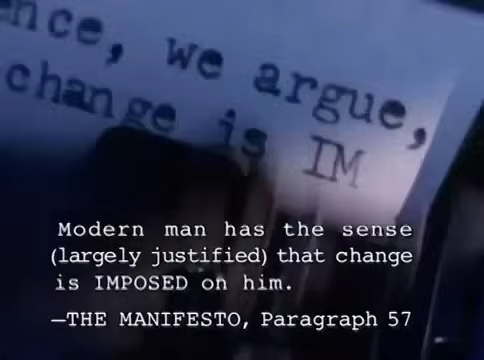 nce, we argue,
change is IM
Modern man has the sense
(largely justified) that change
is IMPOSED on him.
—THE MANIFESTO, Paragraph 57